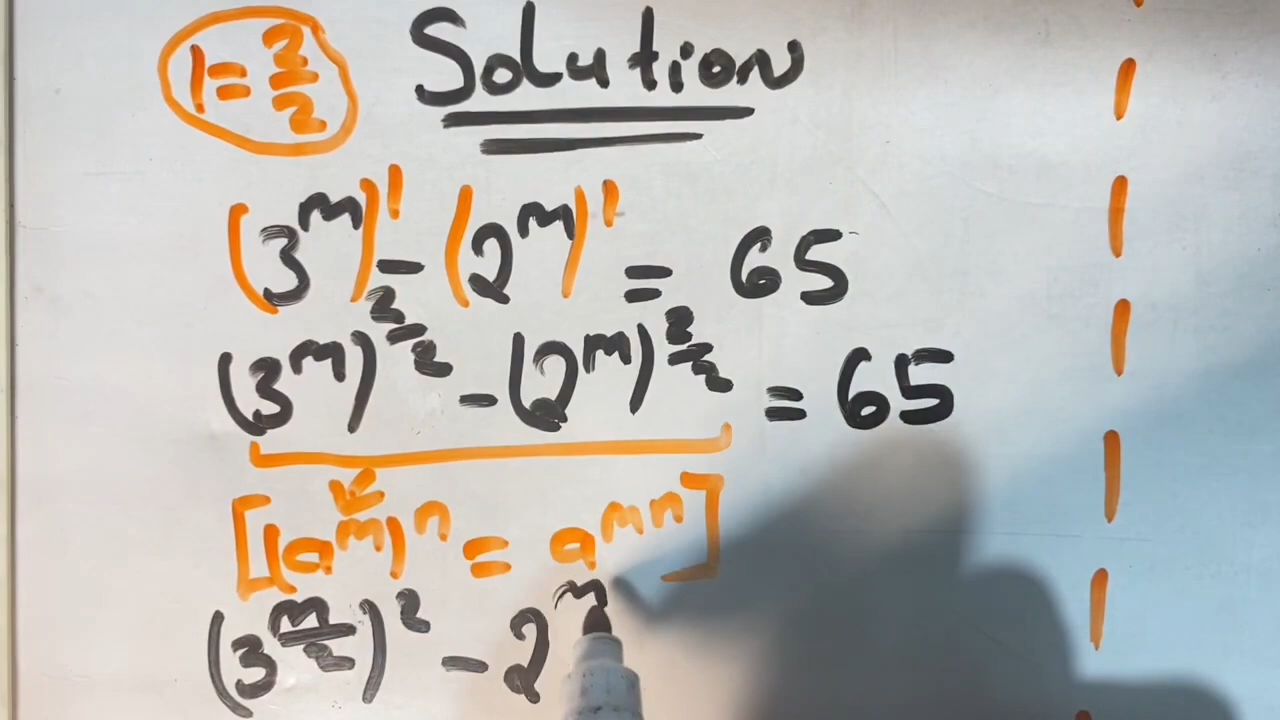 1 = 2/2
Solution
(3^m)^1 - (2^m)^1 = 65
(3^m)^(2/2) - (2^m)^(2/2) = 65
[(a^m)^n = a^(mn)]
(3^(m/2))^2 - 2^m